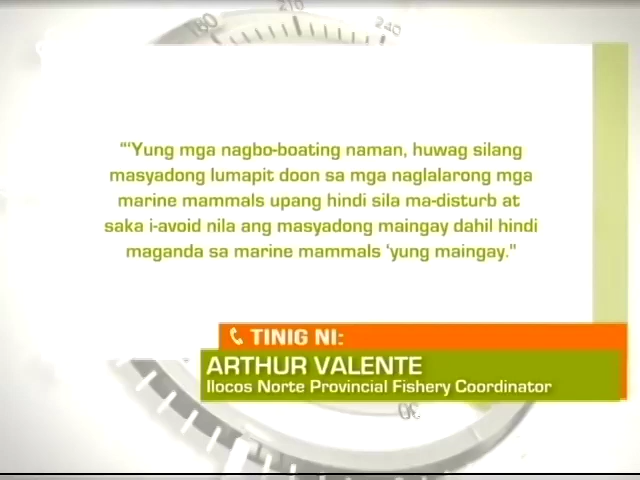 210
240
"'Yung mga nagbo-boating naman, huwag silang
masyadong lumapit doon sa mga naglalarong mga
marine mammals upang hindi sila ma-disturb at
saka i-avoid nila ang masyadong maingay dahil hindi
maganda sa marine mammals 'yung maingay."
TINIG NI:
ARTHUR VALENTE
Ilocos Norte Provincial Fishery Coordinator